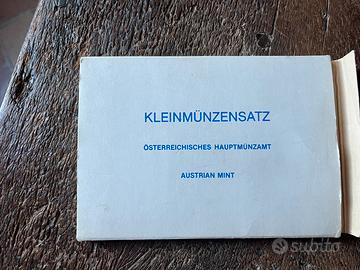 KLEINMÜNZENSATZ
ÖSTERREICHISCHES HAUPTMÜNZAMT
AUSTRIAN MINT
subito